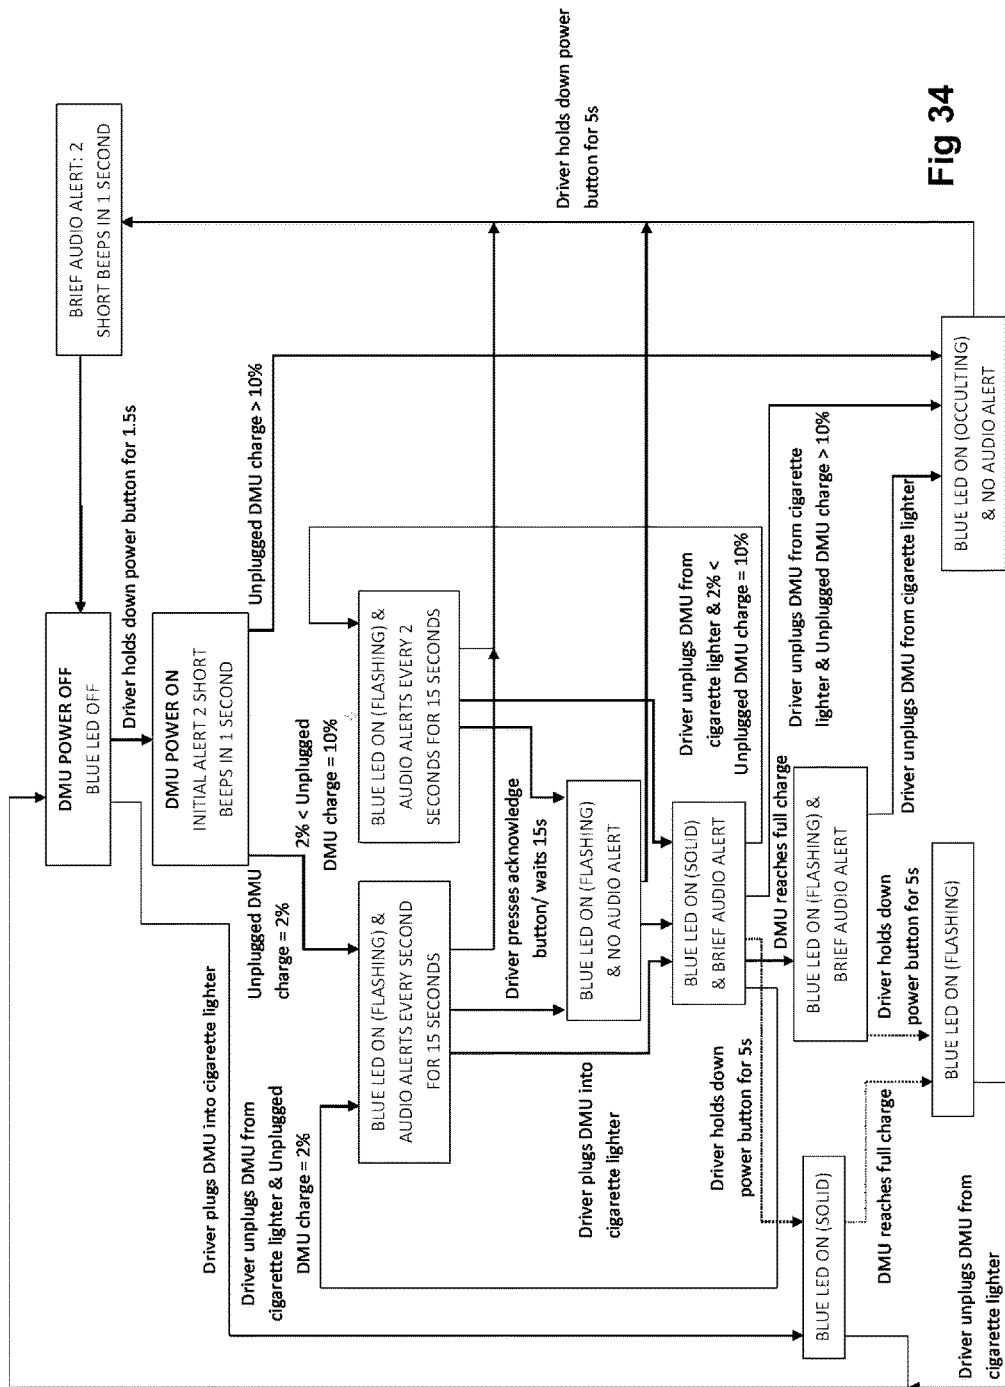 DMU POWER OFF
BLUE LED OFF
BRIEF AUDIO ALERT: 2
SHORT BEEPS IN 1 SECOND
Driver holds down power button for 1.5s
DMU POWER ON
INITIAL ALERT 2 SHORT
BEEPS IN 1 SECOND
Driver plugs DMU into cigarette lighter
Driver unplugs DMU from
cigarette lighter & Unplugged
DMU charge = 2%
Unplugged DMU
charge = 2%
2% < Unplugged
DMU charge = 10%
Unplugged DMU charge > 10%
BLUE LED ON (FLASHING) &
AUDIO ALERTS EVERY SECOND
FOR 15 SECONDS
BLUE LED ON (FLASHING) &
AUDIO ALERTS EVERY 2
SECONDS FOR 15 SECONDS
Driver presses acknowledge
button/ waits 15s
Driver holds down power
button for 5s
BLUE LED ON (FLASHING)
& NO AUDIO ALERT
Driver plugs DMU into
cigarette lighter
BLUE LED ON (SOLID)
& BRIEF AUDIO ALERT
Driver unplugs DMU from
cigarette lighter & 2% <
Unplugged DMU charge = 10%
Driver holds down
power button for 5s
DMU reaches full charge
Driver unplugs DMU from cigarette
lighter & Unplugged DMU charge > 10%
BLUE LED ON (FLASHING) &
BRIEF AUDIO ALERT
BLUE LED ON (SOLID)
DMU reaches full charge
Driver holds down
power button for 5s
Driver unplugs DMU from cigarette lighter
BLUE LED ON (FLASHING)
BLUE LED ON (OCCULTING)
& NO AUDIO ALERT
Driver unplugs DMU from
cigarette lighter
Fig 34